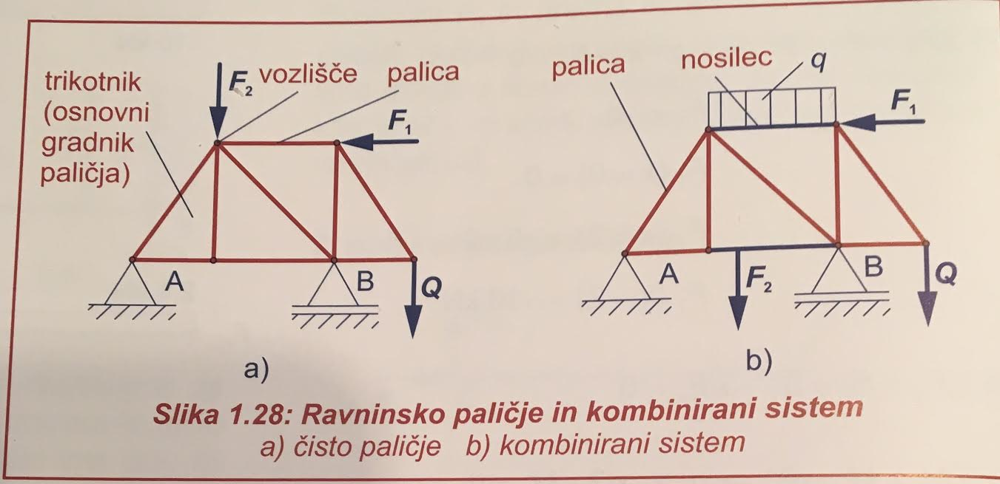 trikotnik
(osnovni
gradnik
paličja)
F₂
vozlišče
palica
F₁
A
B
Q
a)
palica
nosilec
q
F₁
A
F₂
B
Q
b)
Slika 1.28: Ravninsko paličje in kombinirani sistem
a) čisto paličje b) kombinirani sistem